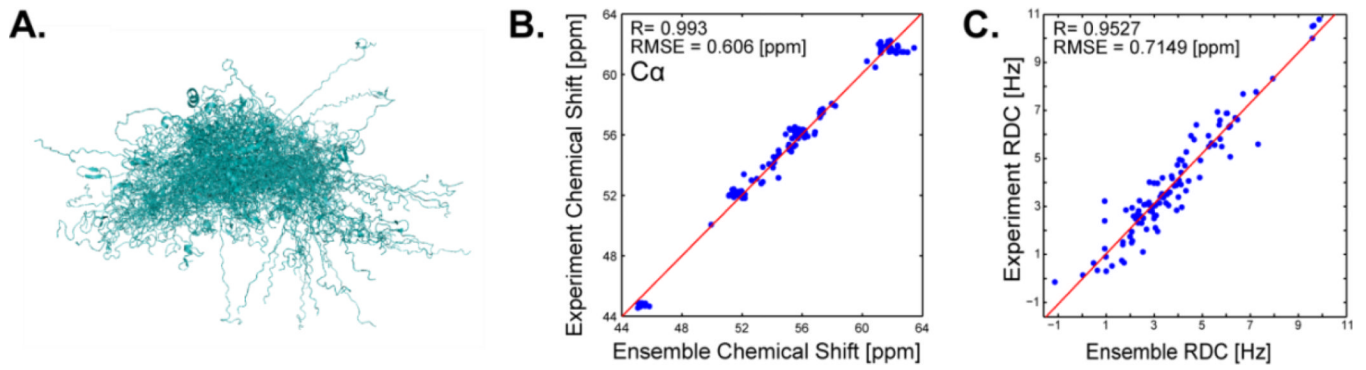 A.
B.
R= 0.993
RMSE = 0.606 [ppm]
Cα
Experiment Chemical Shift [ppm]
64
60
56
52
48
44
44 48 52 56 60 64
Ensemble Chemical Shift [ppm]
C.
R= 0.9527
RMSE = 0.7149 [ppm]
Experiment RDC [Hz]
11
9
7
5
3
1
−1
−1 1 3 5 7 9 11
Ensemble RDC [Hz]